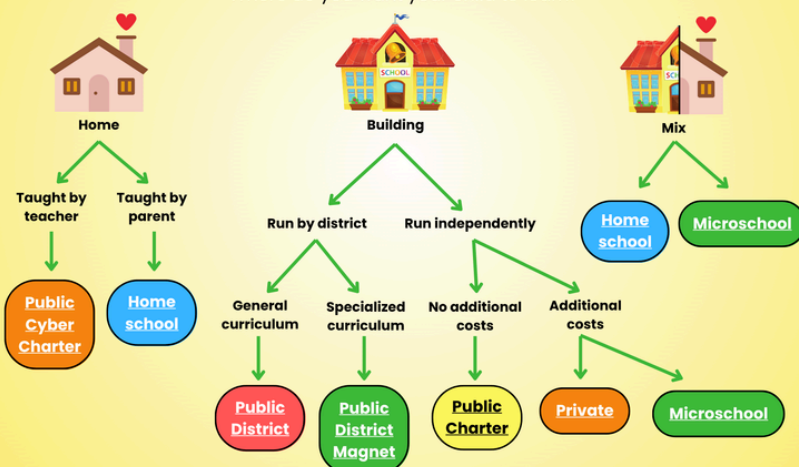 SCHOOL
SC
Home
Building
Mix
Taught by
teacher
Taught by
parent
Run by district
Run independently
Home
school
Microschool
General
curriculum
Specialized
curriculum
No additional
costs
Additional
costs
Public
Cyber
Charter
Home
school
Public
District
Public
District
Magnet
Public
Charter
Private
Microschool